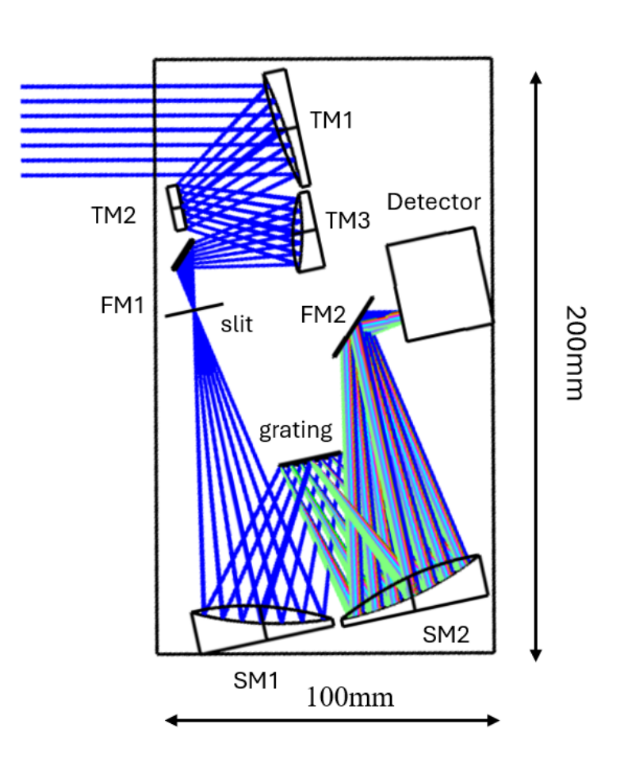 TM1
Detector
TM2
TM3
FM1
slit
FM2
200mm
grating
SM2
SM1
100mm